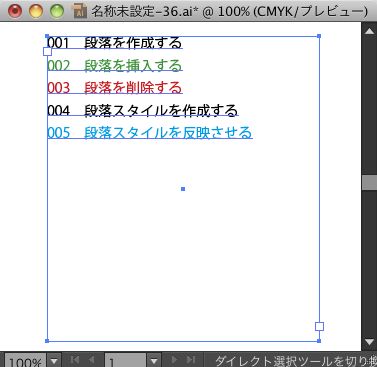 名称未設定-36.ai* @ 100% (CMYK/プレビュー)
001 段落を作成する
002 段落を挿入する
003 段落を削除する
004 段落スタイルを作成する
005 段落スタイルを反映させる
100% 1 ダイレクト選択ツールを切り